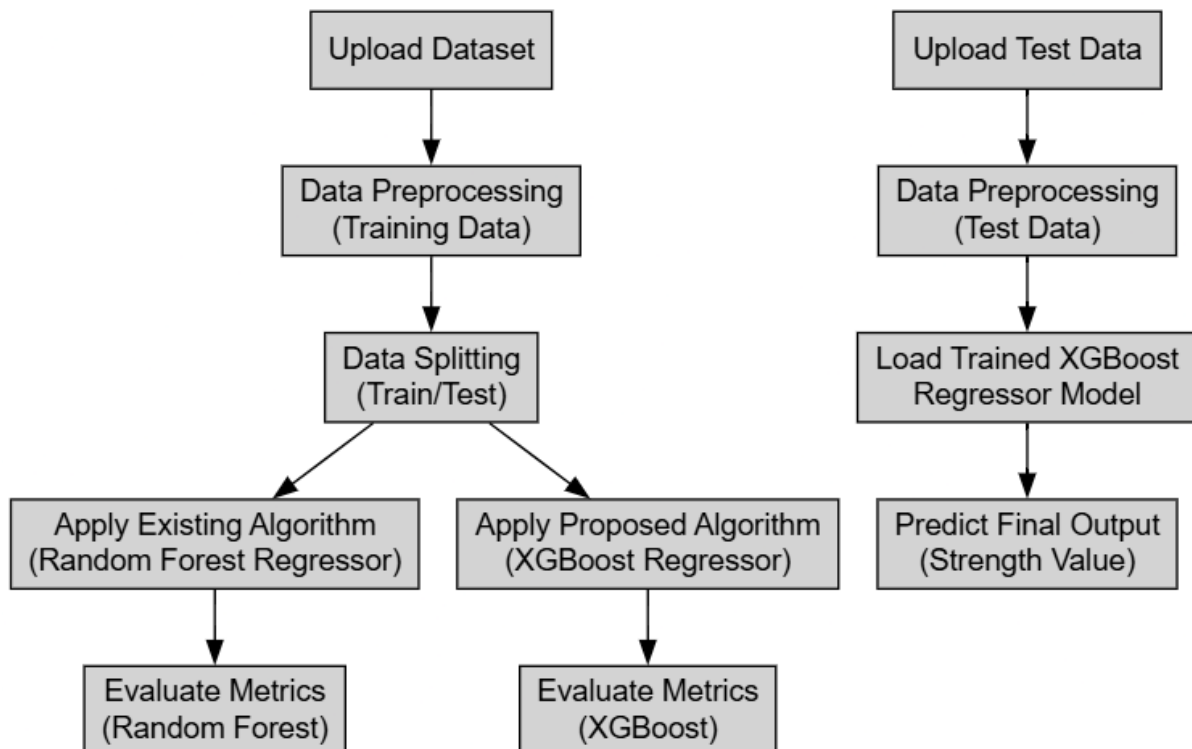 Upload Dataset
Upload Test Data
Data Preprocessing
(Training Data)
Data Preprocessing
(Test Data)
Data Splitting
(Train/Test)
Load Trained XGBoost
Regressor Model
Apply Existing Algorithm
(Random Forest Regressor)
Apply Proposed Algorithm
(XGBoost Regressor)
Predict Final Output
(Strength Value)
Evaluate Metrics
(Random Forest)
Evaluate Metrics
(XGBoost)